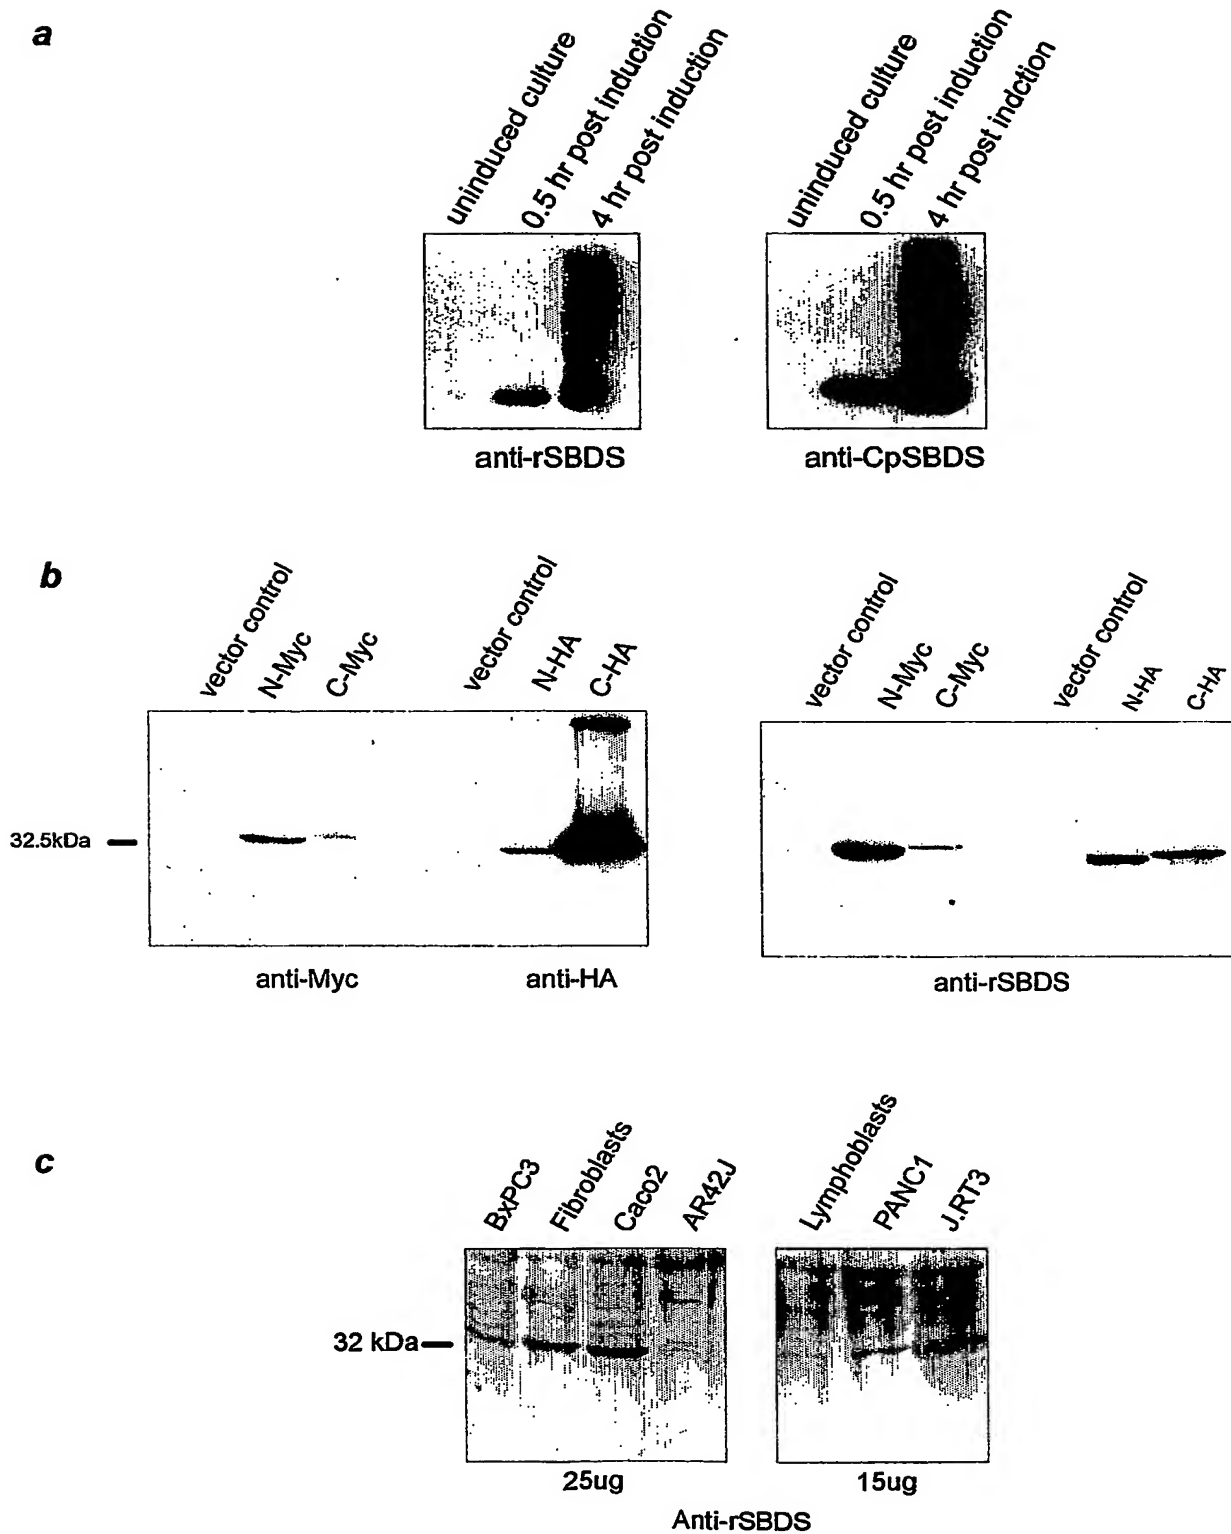 a
uninduced culture
0.5 hr post induction
4 hr post induction
uninduced culture
0.5 hr post induction
4 hr post indction
anti-rSBDS
anti-CpSBDS
b
vector control
N-Myc
C-Myc
vector control
N-HA
C-HA
vector control
N-Myc
C-Myc
vector control
N-HA
C-HA
32.5kDa
anti-Myc
anti-HA
anti-rSBDS
c
BxPC3
Fibroblasts
Caco2
AR42J
Lymphoblasts
PANC1
J.RT3
32 kDa
25ug
15ug
Anti-rSBDS